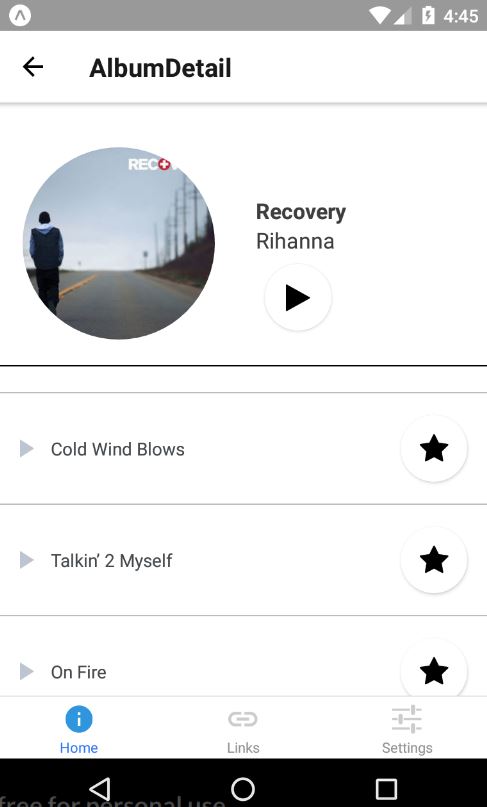 4:45
AlbumDetail
RECOV
Recovery
Rihanna
Cold Wind Blows
Talkin’ 2 Myself
On Fire
Home
Links
Settings
free for personal use